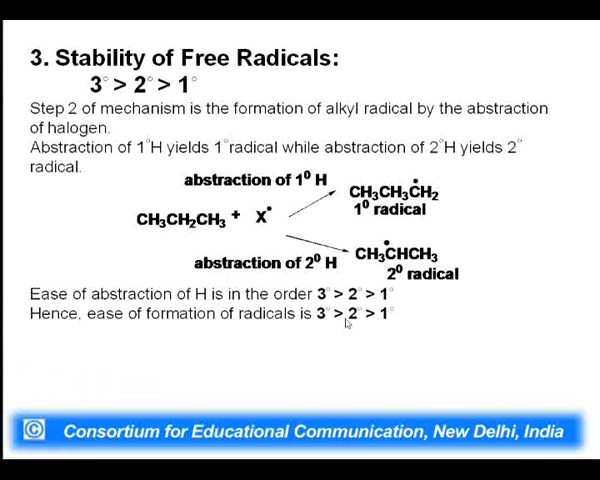 3. Stability of Free Radicals:
3° > 2° > 1°
Step 2 of mechanism is the formation of alkyl radical by the abstraction
of halogen.
Abstraction of 1°H yields 1°radical while abstraction of 2°H yields 2°
radical.
abstraction of 1⁰ H
CH₃CH₃ĊH₂
1⁰ radical
CH₃CH₂CH₃ + X•
CH₃ĊHCH₃
abstraction of 2⁰ H
2⁰ radical
Ease of abstraction of H is in the order 3° > 2° > 1°
Hence, ease of formation of radicals is 3° > 2° > 1°
© Consortium for Educational Communication, New Delhi, India